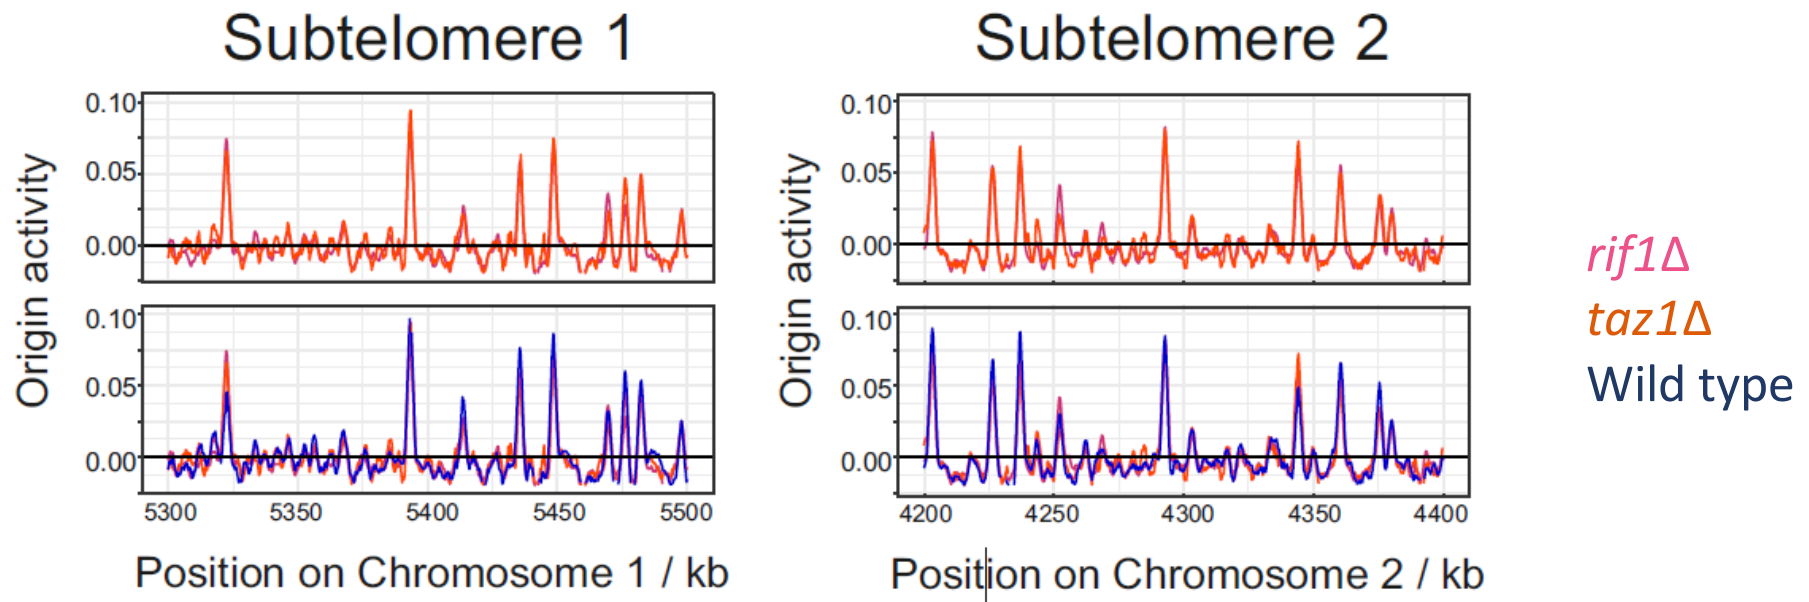 Subtelomere 1
Subtelomere 2
Origin activity
0.10
0.05
0.00
0.10
0.05
0.00
5300 5350 5400 5450 5500
Position on Chromosome 1 / kb
Origin activity
0.10
0.05
0.00
0.10
0.05
0.00
4200 4250 4300 4350 4400
Position on Chromosome 2 / kb
rif1Δ
taz1Δ
Wild type